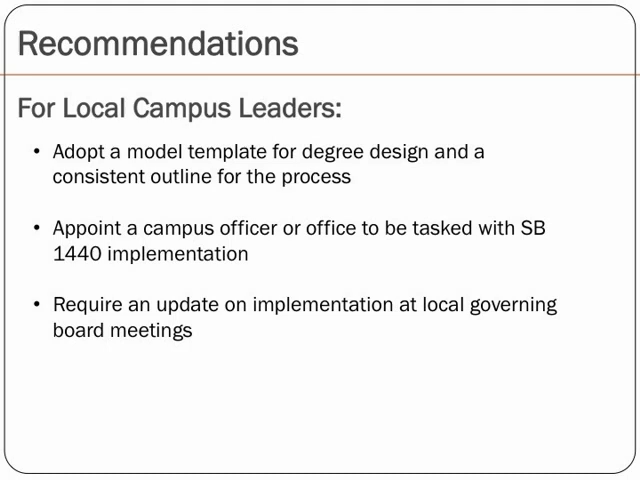 Recommendations
For Local Campus Leaders:
• Adopt a model template for degree design and a
consistent outline for the process
• Appoint a campus officer or office to be tasked with SB
1440 implementation
• Require an update on implementation at local governing
board meetings